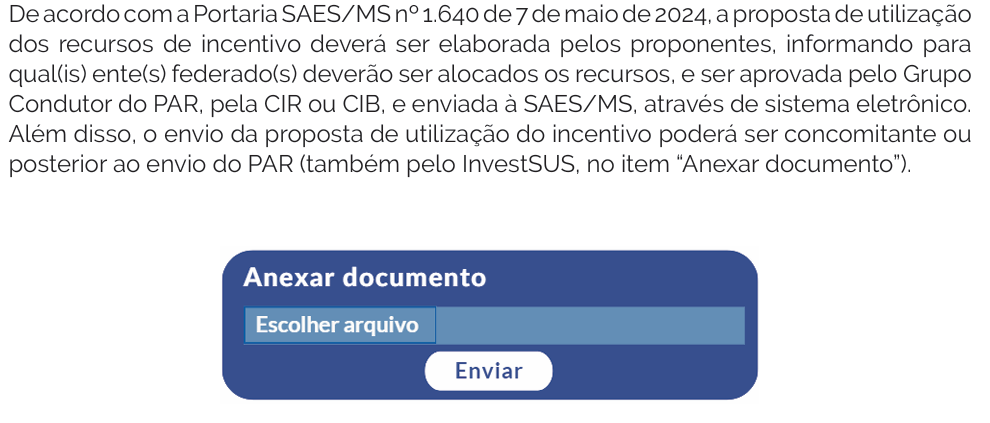 De acordo com a Portaria SAES/MS nº 1.640 de 7 de maio de 2024, a proposta de utilização
dos recursos de incentivo deverá ser elaborada pelos proponentes, informando para
qual(is) ente(s) federado(s) deverão ser alocados os recursos, e ser aprovada pelo Grupo
Condutor do PAR, pela CIR ou CIB, e enviada à SAES/MS, através de sistema eletrônico.
Além disso, o envio da proposta de utilização do incentivo poderá ser concomitante ou
posterior ao envio do PAR (também pelo InvestSUS, no item “Anexar documento”).
Anexar documento
Escolher arquivo
Enviar